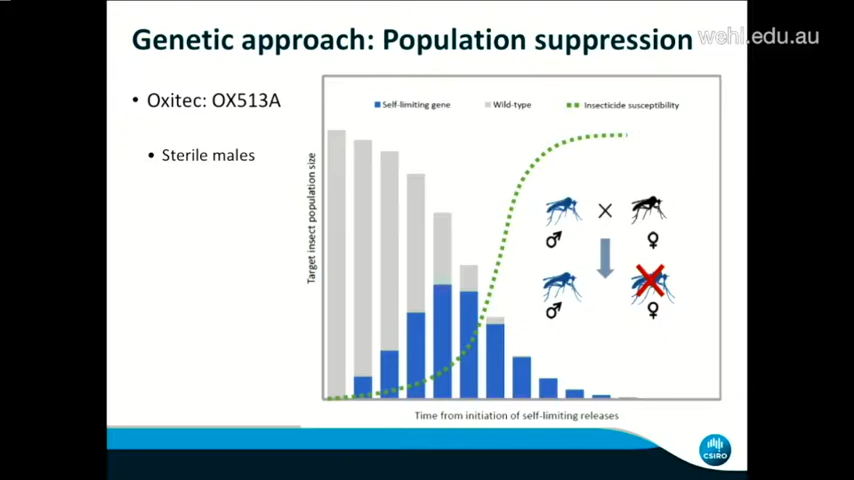 Genetic approach: Population suppression
wehi.edu.au
• Oxitec: OX513A
• Sterile males
Self-limiting gene
Wild-type
Insecticide susceptibility
Target insect population size
♂
♀
♂
♀
Time from initiation of self-limiting releases
CSIRO